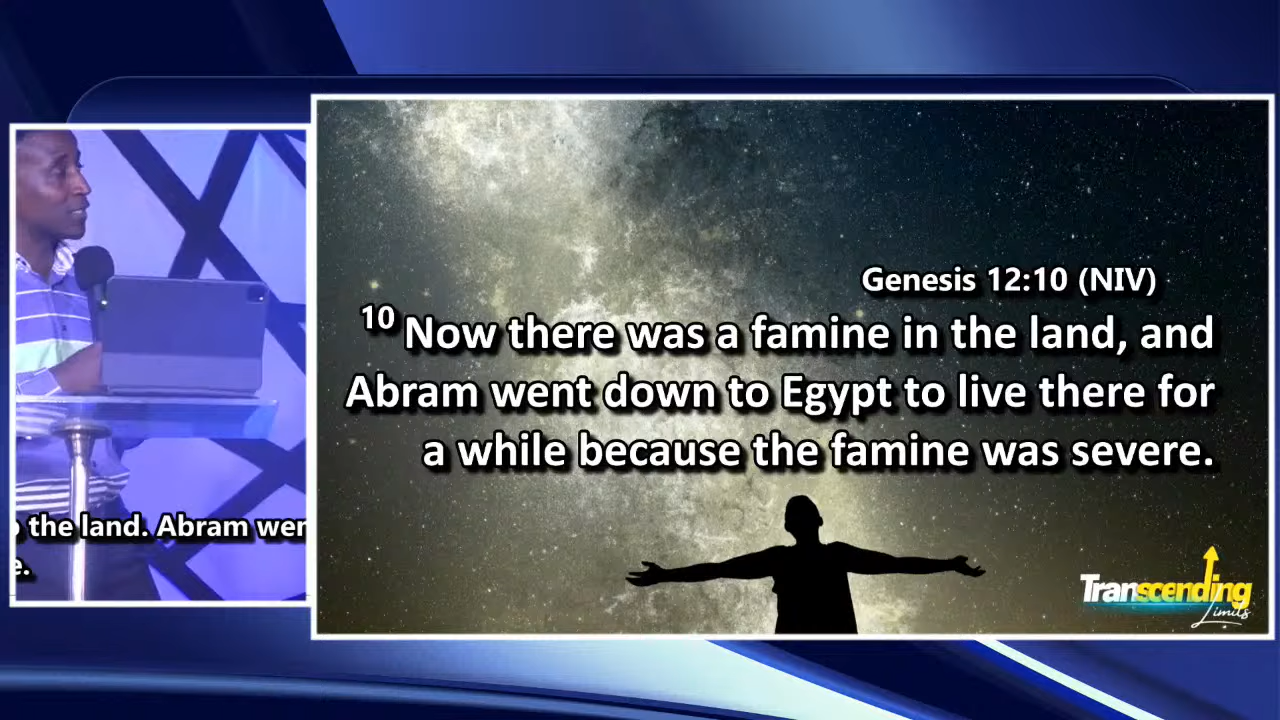 Genesis 12:10 (NIV)
10 Now there was a famine in the land, and
Abram went down to Egypt to live there for
a while because the famine was severe.
the land. Abram wer
e.
Transcending
Limits